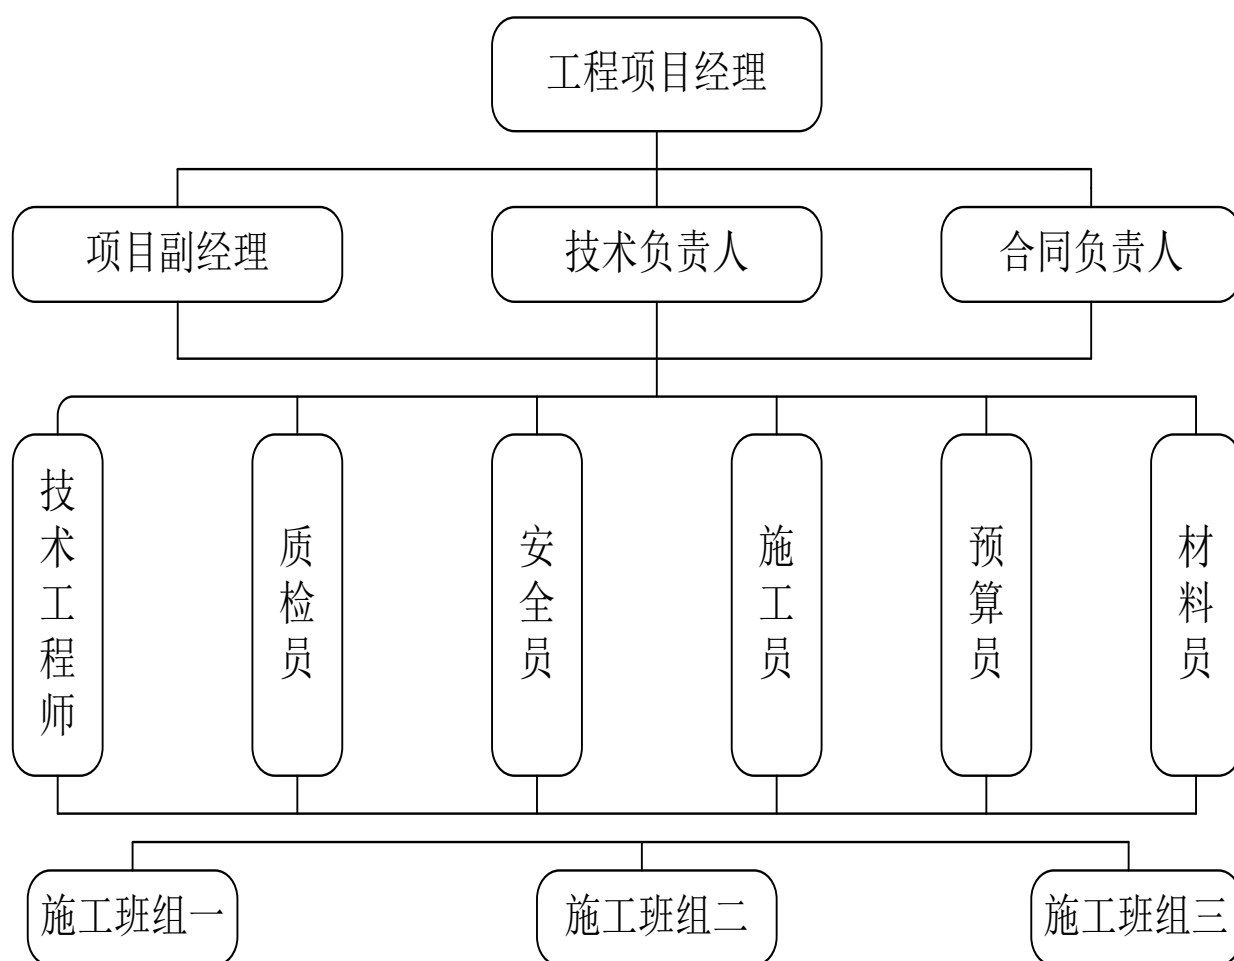 工程项目经理
项目副经理
技术负责人
合同负责人
技术工程师
质检员
安全员
施工员
预算员
材料员
施工班组一
施工班组二
施工班组三